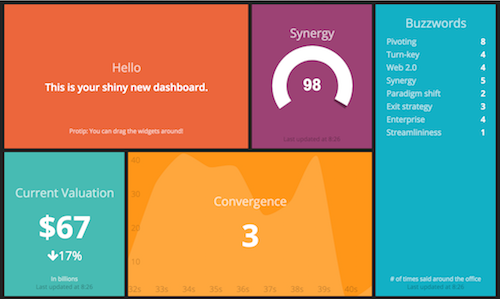 Hello
This is your shiny new dashboard.
Protip: You can drag the widgets around!
Synergy
98
Last updated at 8:26
Buzzwords
Pivoting 8
Turn-key 4
Web 2.0 4
Synergy 5
Paradigm shift 2
Exit strategy 3
Enterprise 4
Streamlininess 1
# of times said around the office
Last updated at 8:26
Current Valuation
$67
17%
In billions
Last updated at 8:26
Convergence
3
40
30
20
10
32s 33s 34s 35s 36s 37s 38s 39s 40s